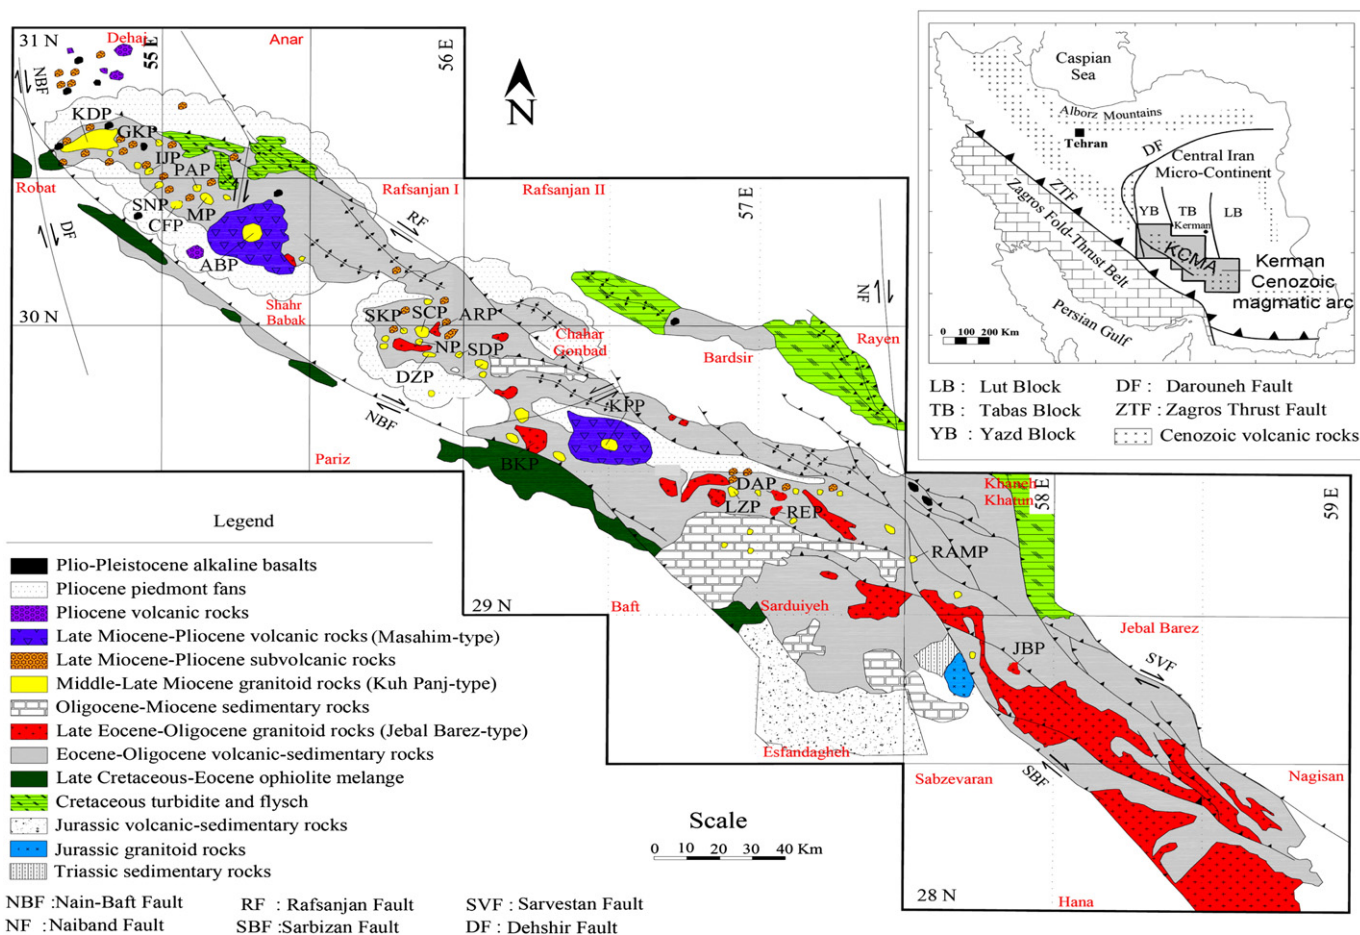 31 N
Dehaj
55 E
Anar
56 E
N
NBF
KDP
GKP
IJP
PAP
Robat
Rafsanjan I
Rafsanjan II
57 E
SNP
MP
CFP
RF
DF
ABP
NF
Shahr
Babak
30 N
SKP
SCP
ARP
Chahar
Gonbad
Bardsir
Rayen
NP
SDP
DZP
NBF
KPP
Pariz
BKP
DAP
Khaneh
Khatun
58 E
59 E
LZP
REP
RAMP
29 N
Baft
Sarduiyeh
Jebal Barez
JBP
SVF
Esfandagheh
Sabzevaran
SBF
Nagisan
28 N
Hana
Scale
0 10 20 30 40 Km
Caspian
Sea
Alborz Mountains
Tehran
DF
Central Iran
Micro-Continent
ZTF
Zagros Fold-Thrust Belt
YB
TB
LB
Kerman
KCMA
Kerman
Cenozoic
magmatic arc
Persian Gulf
0 100 200 Km
LB : Lut Block
DF : Darouneh Fault
TB : Tabas Block
ZTF : Zagros Thrust Fault
YB : Yazd Block
Cenozoic volcanic rocks
Legend
Plio-Pleistocene alkaline basalts
Pliocene piedmont fans
Pliocene volcanic rocks
Late Miocene-Pliocene volcanic rocks (Masahim-type)
Late Miocene-Pliocene subvolcanic rocks
Middle-Late Miocene granitoid rocks (Kuh Panj-type)
Oligocene-Miocene sedimentary rocks
Late Eocene-Oligocene granitoid rocks (Jebal Barez-type)
Eocene-Oligocene volcanic-sedimentary rocks
Late Cretaceous-Eocene ophiolite melange
Cretaceous turbidite and flysch
Jurassic volcanic-sedimentary rocks
Jurassic granitoid rocks
Triassic sedimentary rocks
NBF : Nain-Baft Fault
RF : Rafsanjan Fault
SVF : Sarvestan Fault
NF : Naiband Fault
SBF : Sarbizan Fault
DF : Dehshir Fault